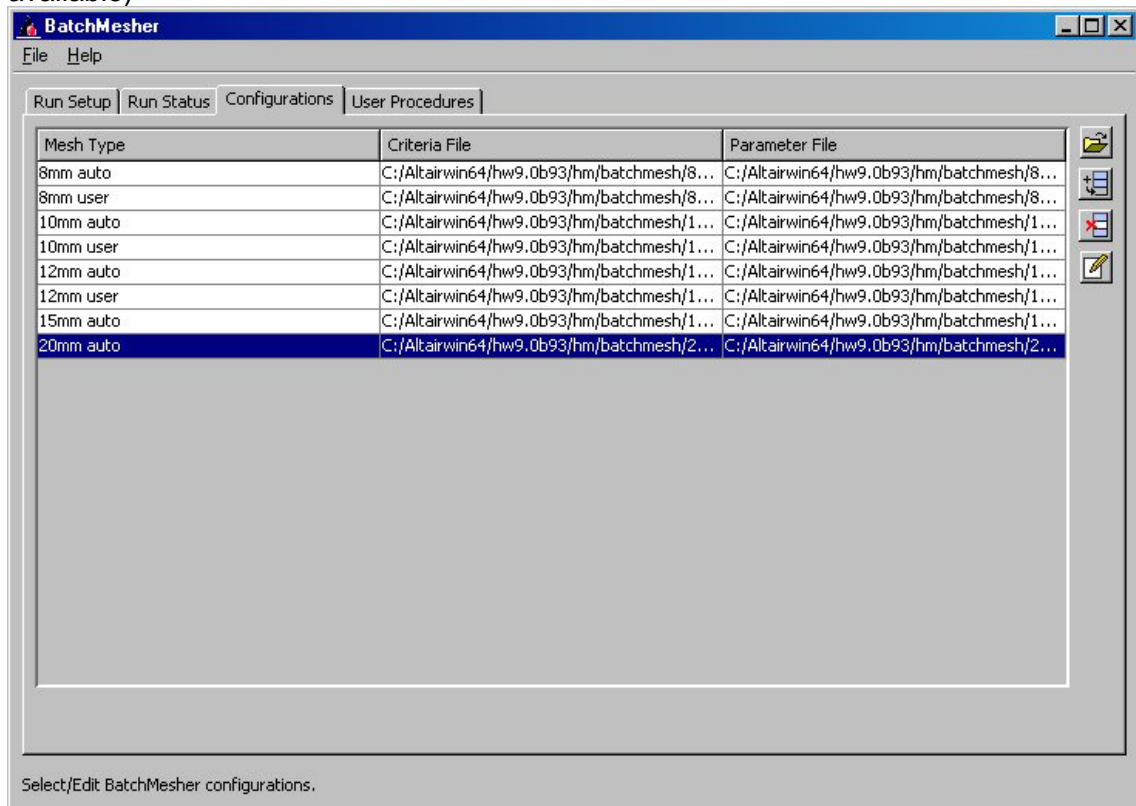 BatchMesher
File Help
Run Setup Run Status Configurations User Procedures
Mesh Type Criteria File Parameter File
8mm auto C:/Altairwin64/hw9.0b93/hm/batchmesh/8... C:/Altairwin64/hw9.0b93/hm/batchmesh/8...
8mm user C:/Altairwin64/hw9.0b93/hm/batchmesh/8... C:/Altairwin64/hw9.0b93/hm/batchmesh/8...
10mm auto C:/Altairwin64/hw9.0b93/hm/batchmesh/1... C:/Altairwin64/hw9.0b93/hm/batchmesh/1...
10mm user C:/Altairwin64/hw9.0b93/hm/batchmesh/1... C:/Altairwin64/hw9.0b93/hm/batchmesh/1...
12mm auto C:/Altairwin64/hw9.0b93/hm/batchmesh/1... C:/Altairwin64/hw9.0b93/hm/batchmesh/1...
12mm user C:/Altairwin64/hw9.0b93/hm/batchmesh/1... C:/Altairwin64/hw9.0b93/hm/batchmesh/1...
15mm auto C:/Altairwin64/hw9.0b93/hm/batchmesh/1... C:/Altairwin64/hw9.0b93/hm/batchmesh/1...
20mm auto C:/Altairwin64/hw9.0b93/hm/batchmesh/2... C:/Altairwin64/hw9.0b93/hm/batchmesh/2...
Select/Edit BatchMesher configurations.